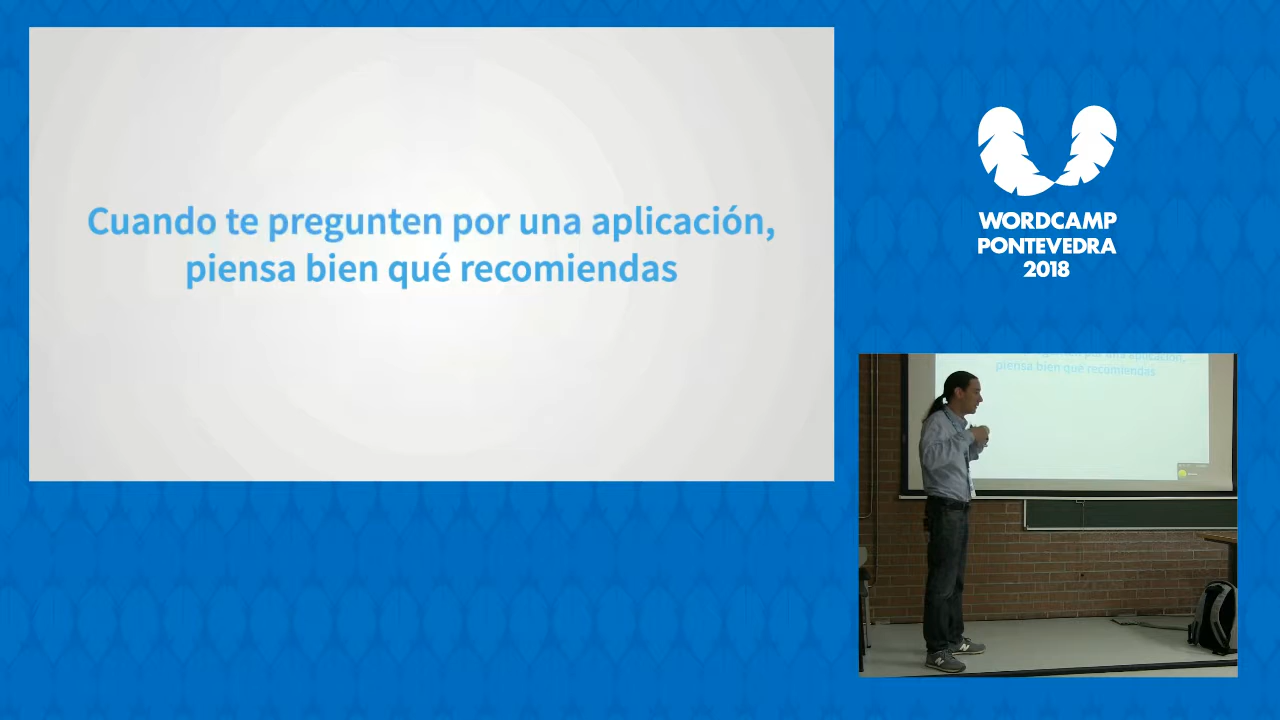 Cuando te pregunten por una aplicación,
piensa bien qué recomiendas
WORDCAMP
PONTEVEDRA
2018
piensa bien qué recomiendas